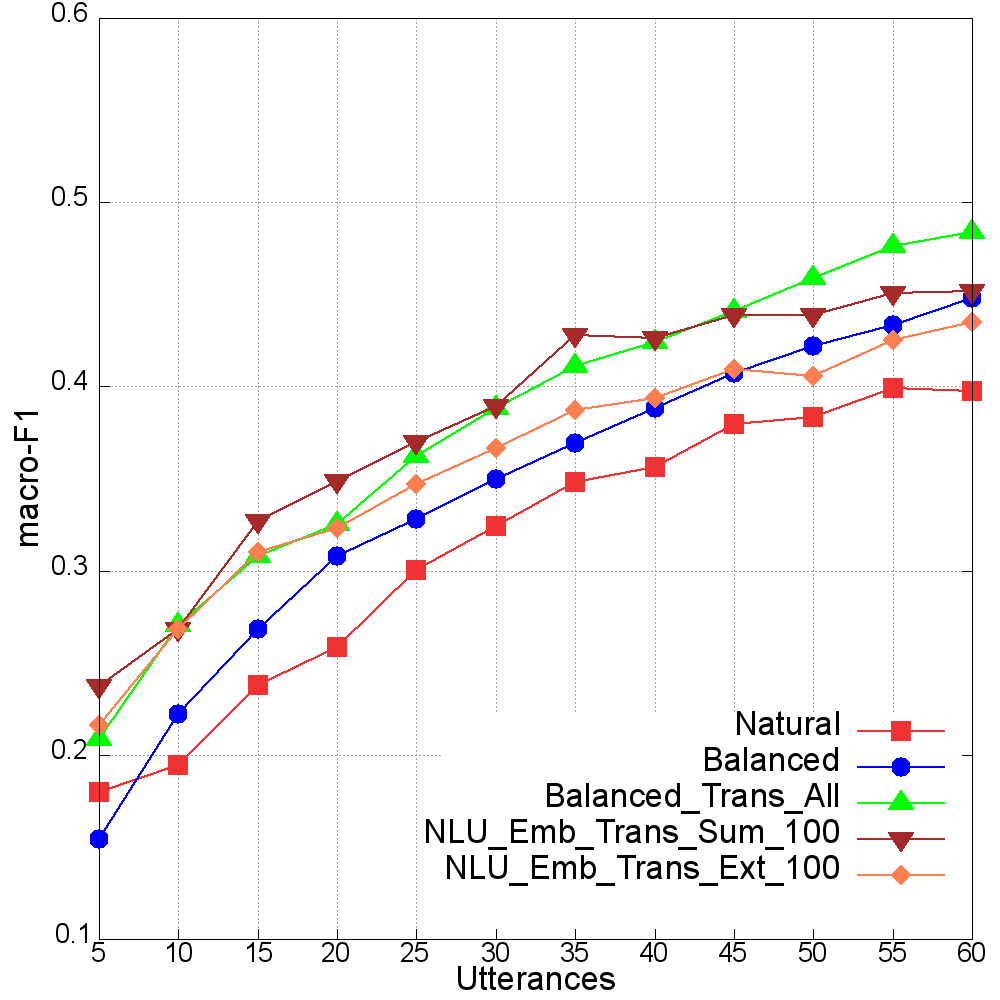 0.6
0.5
0.4
0.3
0.2
0.1
macro-F1
Natural
Balanced
Balanced_Trans_All
NLU_Emb_Trans_Sum_100
NLU_Emb_Trans_Ext_100
5 10 15 20 25 30 35 40 45 50 55 60
Utterances